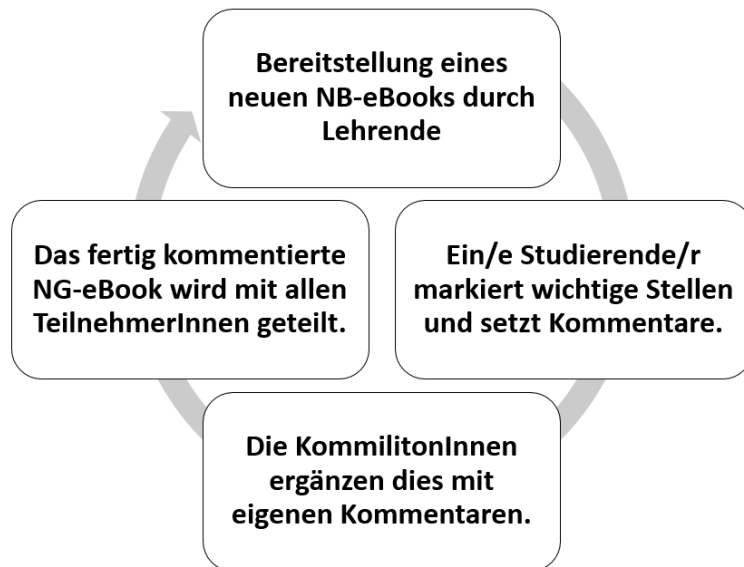 Bereitstellung eines
neuen NB-eBooks durch
Lehrende
Ein/e Studierende/r
markiert wichtige Stellen
und setzt Kommentare.
Die KommilitonInnen
ergänzen dies mit
eigenen Kommentaren.
Das fertig kommentierte
NG-eBook wird mit allen
TeilnehmerInnen geteilt.